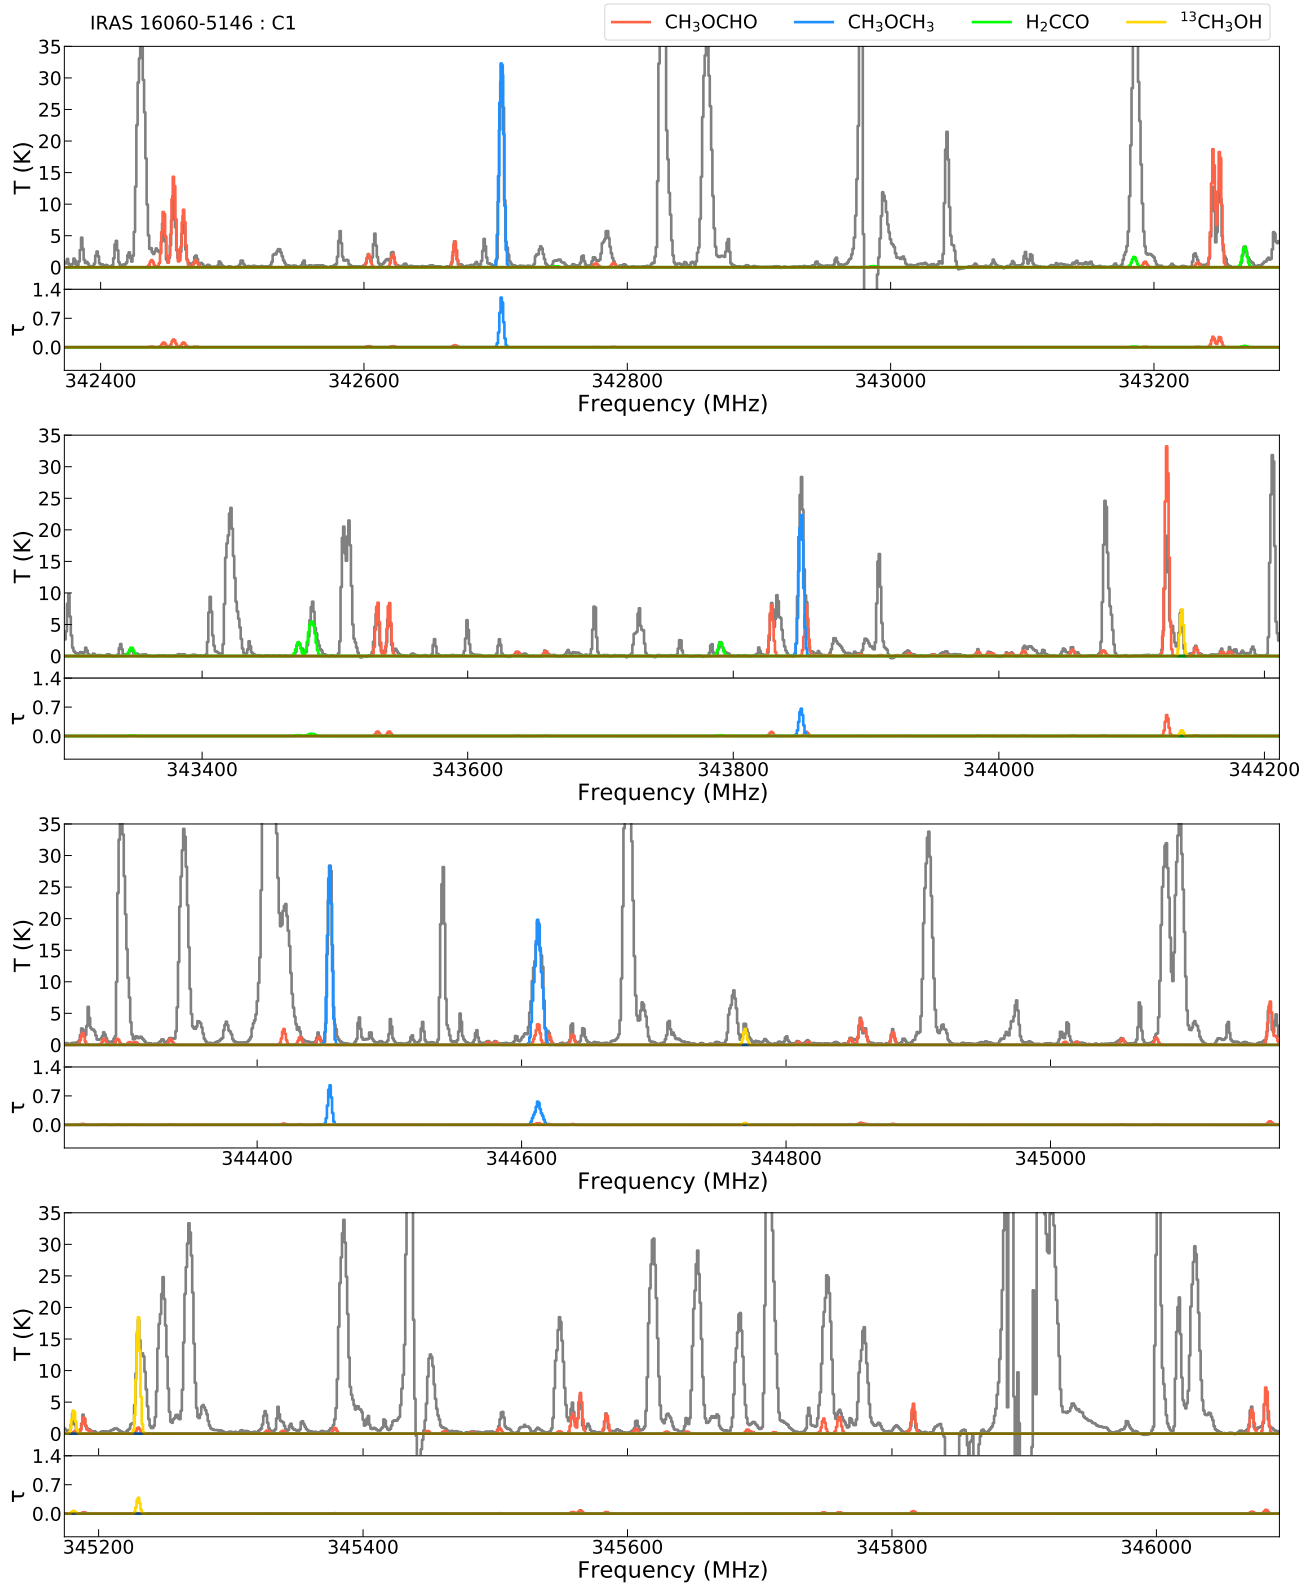 IRAS 16060-5146 : C1
CH₃OCHO CH₃OCH₃ H₂CCO ¹³CH₃OH
35
30
25
20
15
10
5
0
T (K)
1.4
0.7
0.0
τ
342400 342600 342800 343000 343200
Frequency (MHz)
35
30
25
20
15
10
5
0
T (K)
1.4
0.7
0.0
τ
343400 343600 343800 344000 344200
Frequency (MHz)
35
30
25
20
15
10
5
0
T (K)
1.4
0.7
0.0
τ
344400 344600 344800 345000
Frequency (MHz)
35
30
25
20
15
10
5
0
T (K)
1.4
0.7
0.0
τ
345200 345400 345600 345800 346000
Frequency (MHz)